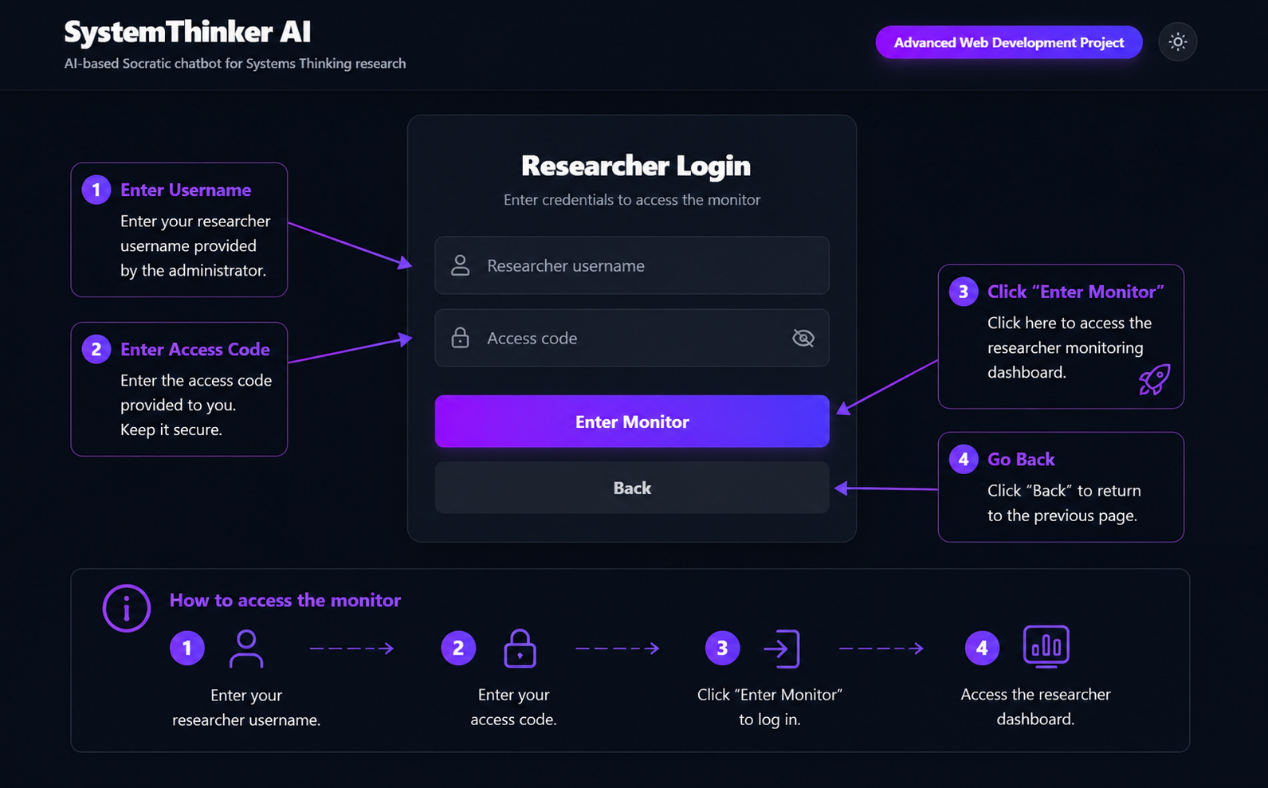 SystemThinker AI
AI-based Socratic chatbot for Systems Thinking research
Advanced Web Development Project
Researcher Login
Enter credentials to access the monitor
Researcher username
Access code
Enter Monitor
Back
1 Enter Username
Enter your researcher
username provided
by the administrator.
2 Enter Access Code
Enter the access code
provided to you.
Keep it secure.
3 Click “Enter Monitor”
Click here to access the
researcher monitoring
dashboard.
4 Go Back
Click “Back” to return
to the previous page.
How to access the monitor
1
Enter your
researcher username.
2
Enter your
access code.
3
Click “Enter Monitor”
to log in.
4
Access the researcher
dashboard.